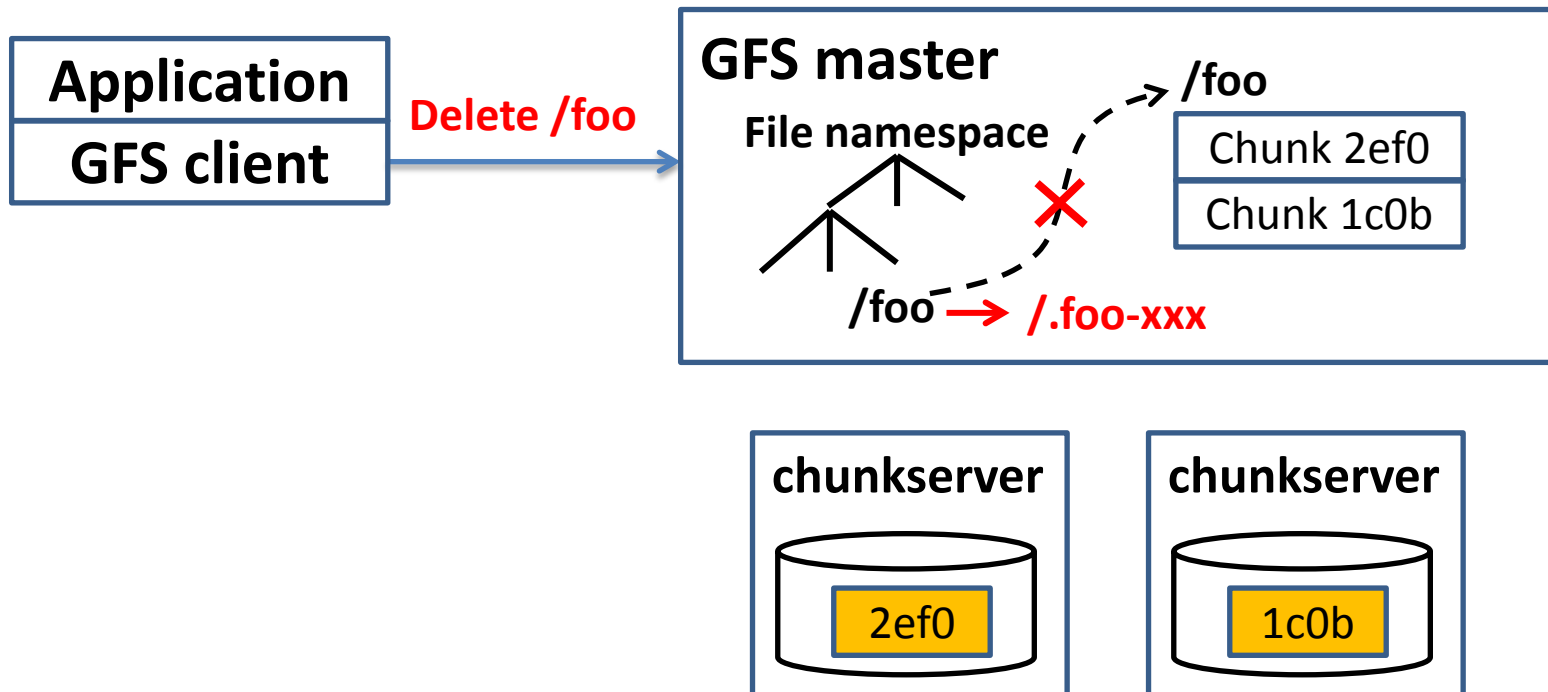 Application
GFS client
Delete /foo
GFS master
File namespace
/foo
Chunk 2ef0
Chunk 1c0b
/foo
/.foo-xxx
chunkserver
2ef0
chunkserver
1c0b